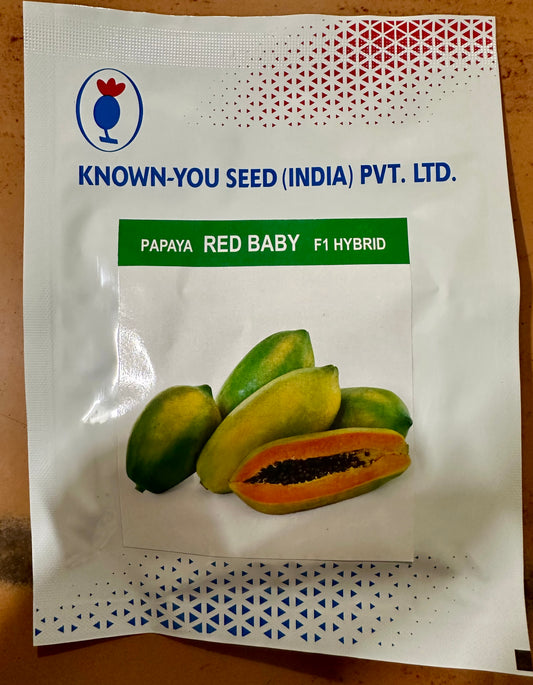 KNOWN-YOU SEED (INDIA) PVT. LTD.
PAPAYA RED BABY F1 HYBRID